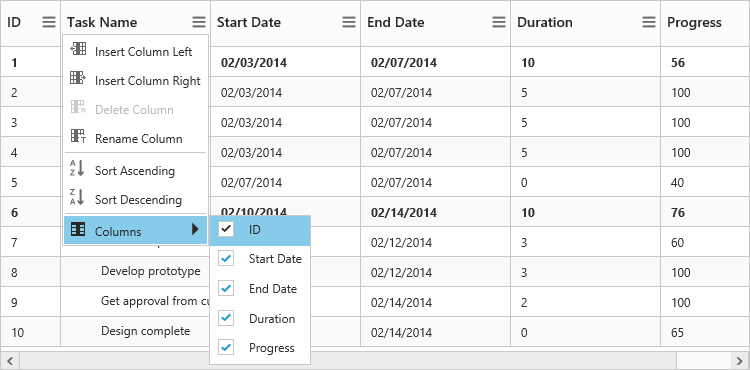 ID Task Name Start Date End Date Duration Progress
1 02/03/2014 02/07/2014 10 56
Insert Column Left
2 02/03/2014 02/07/2014 5 100
Insert Column Right
3 02/03/2014 02/07/2014 5 100
Delete Column
4 02/03/2014 02/07/2014 5 100
Rename Column
5 02/07/2014 02/07/2014 0 40
Sort Ascending
6 02/10/2014 02/14/2014 10 76
Sort Descending
Columns
ID
7 02/12/2014 3 60
Start Date
8 Develop prototype 02/12/2014 3 100
End Date
9 Get approval from 02/14/2014 2 100
Duration
10 Design complete 02/14/2014 0 65
Progress